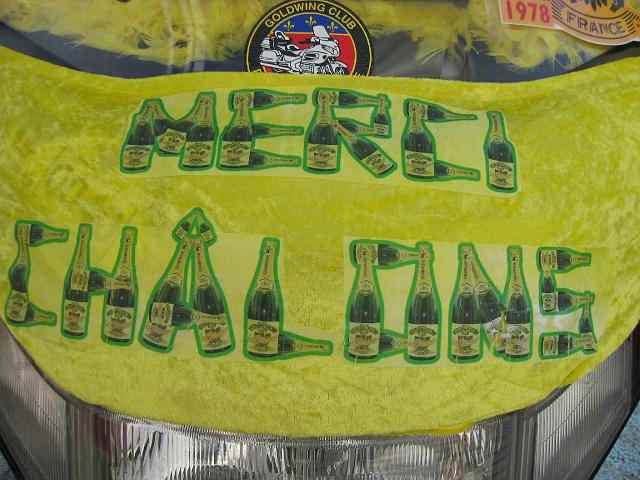 GOLDWING CLUB
1978
FRANCE
MERCI
CHÂLONS